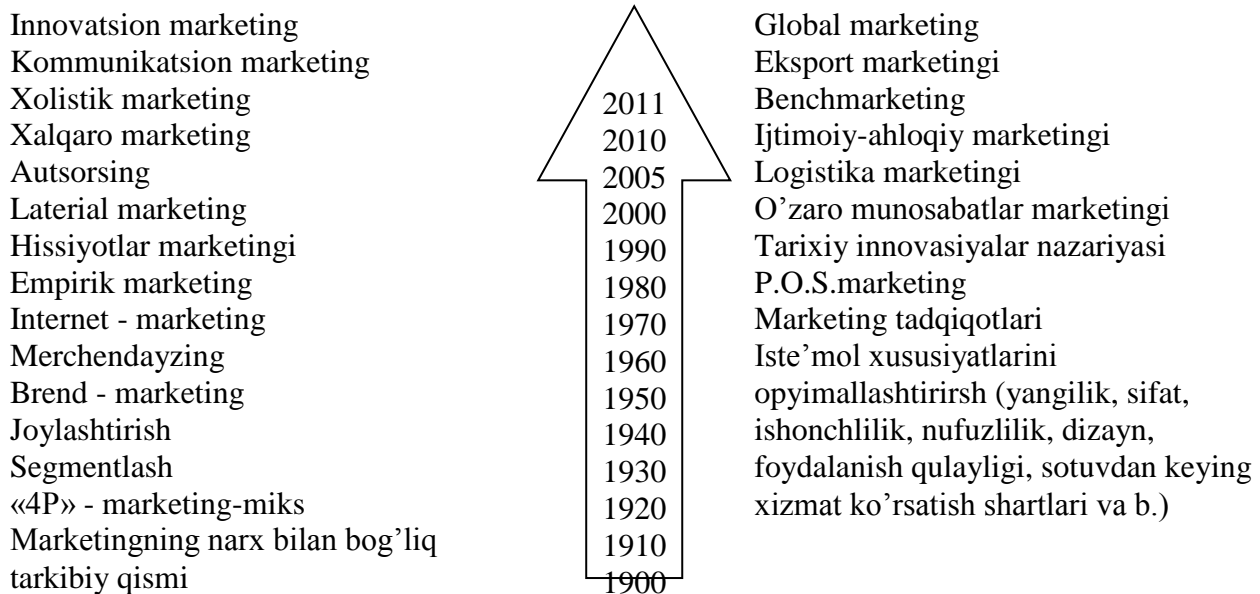 Innovatsion marketing
Kommunikatsion marketing
Xolistik marketing
Xalqaro marketing
Autsorsing
Laterial marketing
Hissiyotlar marketingi
Empirik marketing
Internet - marketing
Merchendayzing
Brend - marketing
Joylashtirish
Segmentlash
«4P» - marketing-miks
Marketingning narx bilan bog’liq
tarkibiy qismi
2011
2010
2005
2000
1990
1980
1970
1960
1950
1940
1930
1920
1910
1900
Global marketing
Eksport marketingi
Benchmarketing
Ijtimoiy-ahloqiy marketingi
Logistika marketingi
O’zaro munosabatlar marketingi
Tarixiy innovasiyalar nazariyasi
P.O.S.marketing
Marketing tadqiqotlari
Iste’mol xususiyatlarini
opyimallashtirirsh (yangilik, sifat,
ishonchlilik, nufuzlilik, dizayn,
foydalanish qulayligi, sotuvdan keying
xizmat ko’rsatish shartlari va b.)